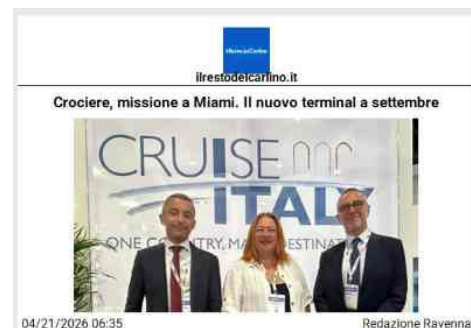 ilrestodelcarlino.it
Crociere, missione a Miami. Il nuovo terminal a settembre
CRUISE
ITALY
ONE COUNTRY, MANY DESTINAT
04/21/2026 06:35
Redazione Ravenna